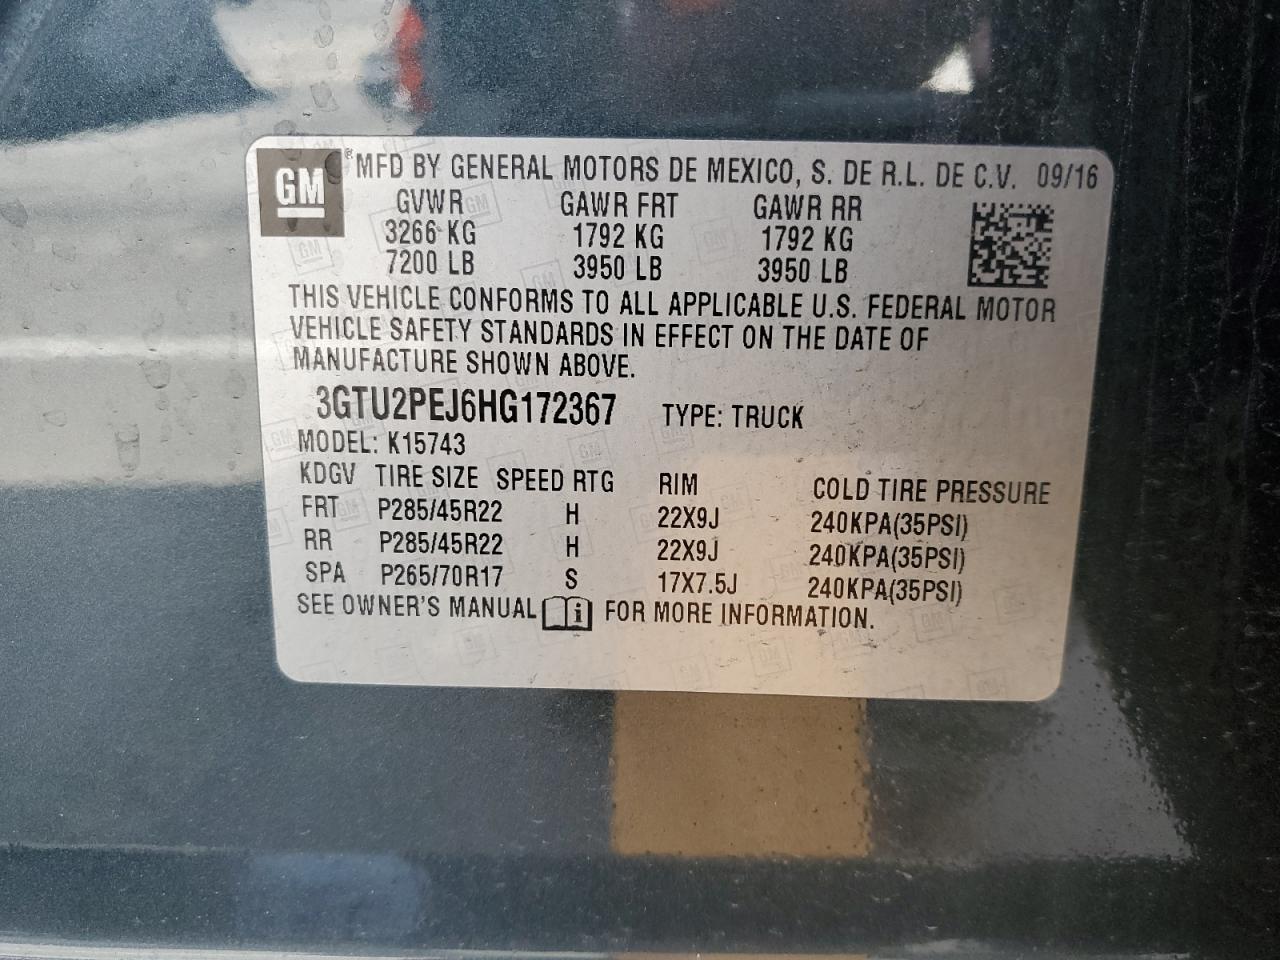 GM ® MFD BY GENERAL MOTORS DE MEXICO, S. DE R.L. DE C.V. 09/16
GVWR GAWR FRT GAWR RR
3266 KG 1792 KG 1792 KG
7200 LB 3950 LB 3950 LB
THIS VEHICLE CONFORMS TO ALL APPLICABLE U.S. FEDERAL MOTOR
VEHICLE SAFETY STANDARDS IN EFFECT ON THE DATE OF
MANUFACTURE SHOWN ABOVE.
3GTU2PEJ6HG172367 TYPE: TRUCK
MODEL: K15743
KDGV TIRE SIZE SPEED RTG RIM COLD TIRE PRESSURE
FRT P285/45R22 H 22X9J 240KPA(35PSI)
RR P285/45R22 H 22X9J 240KPA(35PSI)
SPA P265/70R17 S 17X7.5J 240KPA(35PSI)
SEE OWNER'S MANUAL i FOR MORE INFORMATION.